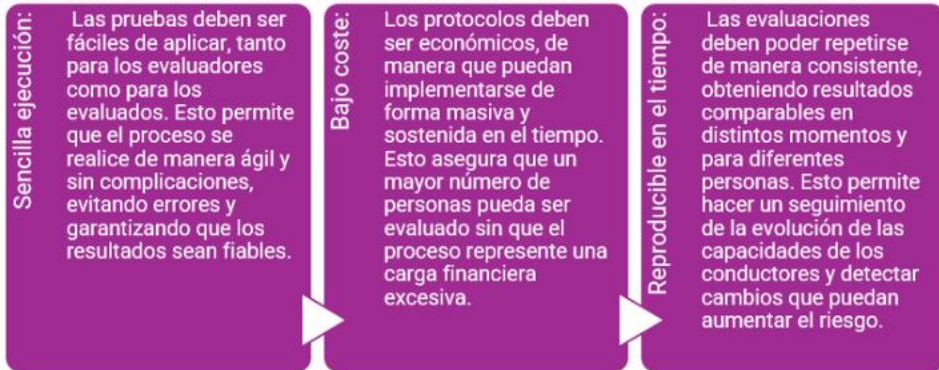 Sencilla ejecución:
Las pruebas deben ser
fáciles de aplicar, tanto
para los evaluadores
como para los
evaluados. Esto permite
que el proceso se
realice de manera ágil y
sin complicaciones,
evitando errores y
garantizando que los
resultados sean fiables.
Bajo coste:
Los protocolos deben
ser económicos, de
manera que puedan
implementarse de
forma masiva y
sostenida en el tiempo.
Esto asegura que un
mayor número de
personas pueda ser
evaluado sin que el
proceso represente una
carga financiera
excesiva.
Reproducible en el tiempo:
Las evaluaciones
deben poder repetirse
de manera consistente,
obteniendo resultados
comparables en
distintos momentos y
para diferentes
personas. Esto permite
hacer un seguimiento
de la evolución de las
capacidades de los
conductores y detectar
cambios que puedan
aumentar el riesgo.